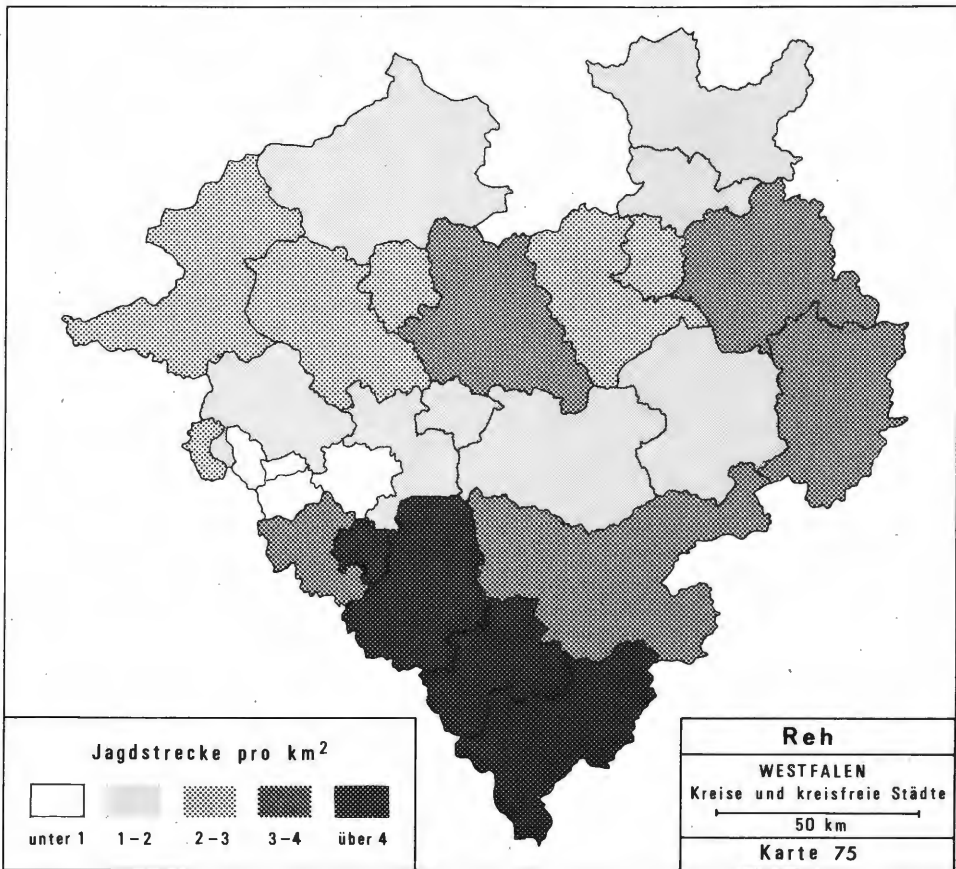 Jagdstrecke pro km²
unter 1 1-2 2-3 3-4 über 4
Reh
WESTFALEN
Kreise und kreisfreie Städte
50 km
Karte 75